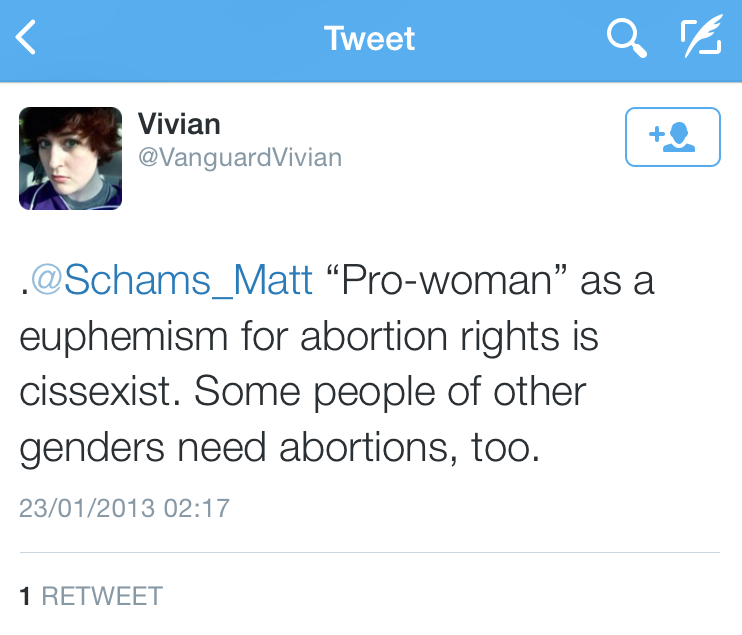 Tweet
Vivian
@VanguardVivian
.@Schams_Matt “Pro-woman” as a
euphemism for abortion rights is
cissexist. Some people of other
genders need abortions, too.
23/01/2013 02:17
1 RETWEET